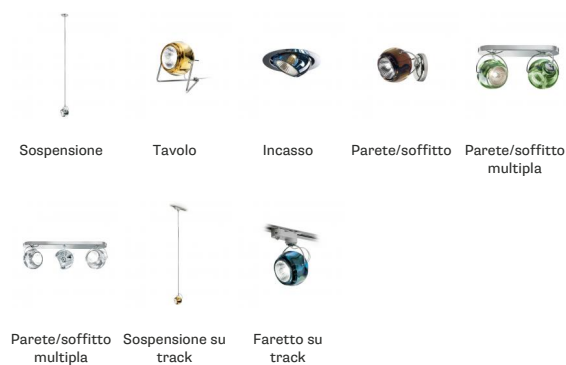 Sospensione
Tavolo
Incasso
Parete/soffitto
Parete/soffitto
multipla
Parete/soffitto
multipla
Sospensione su
track
Faretto su
track